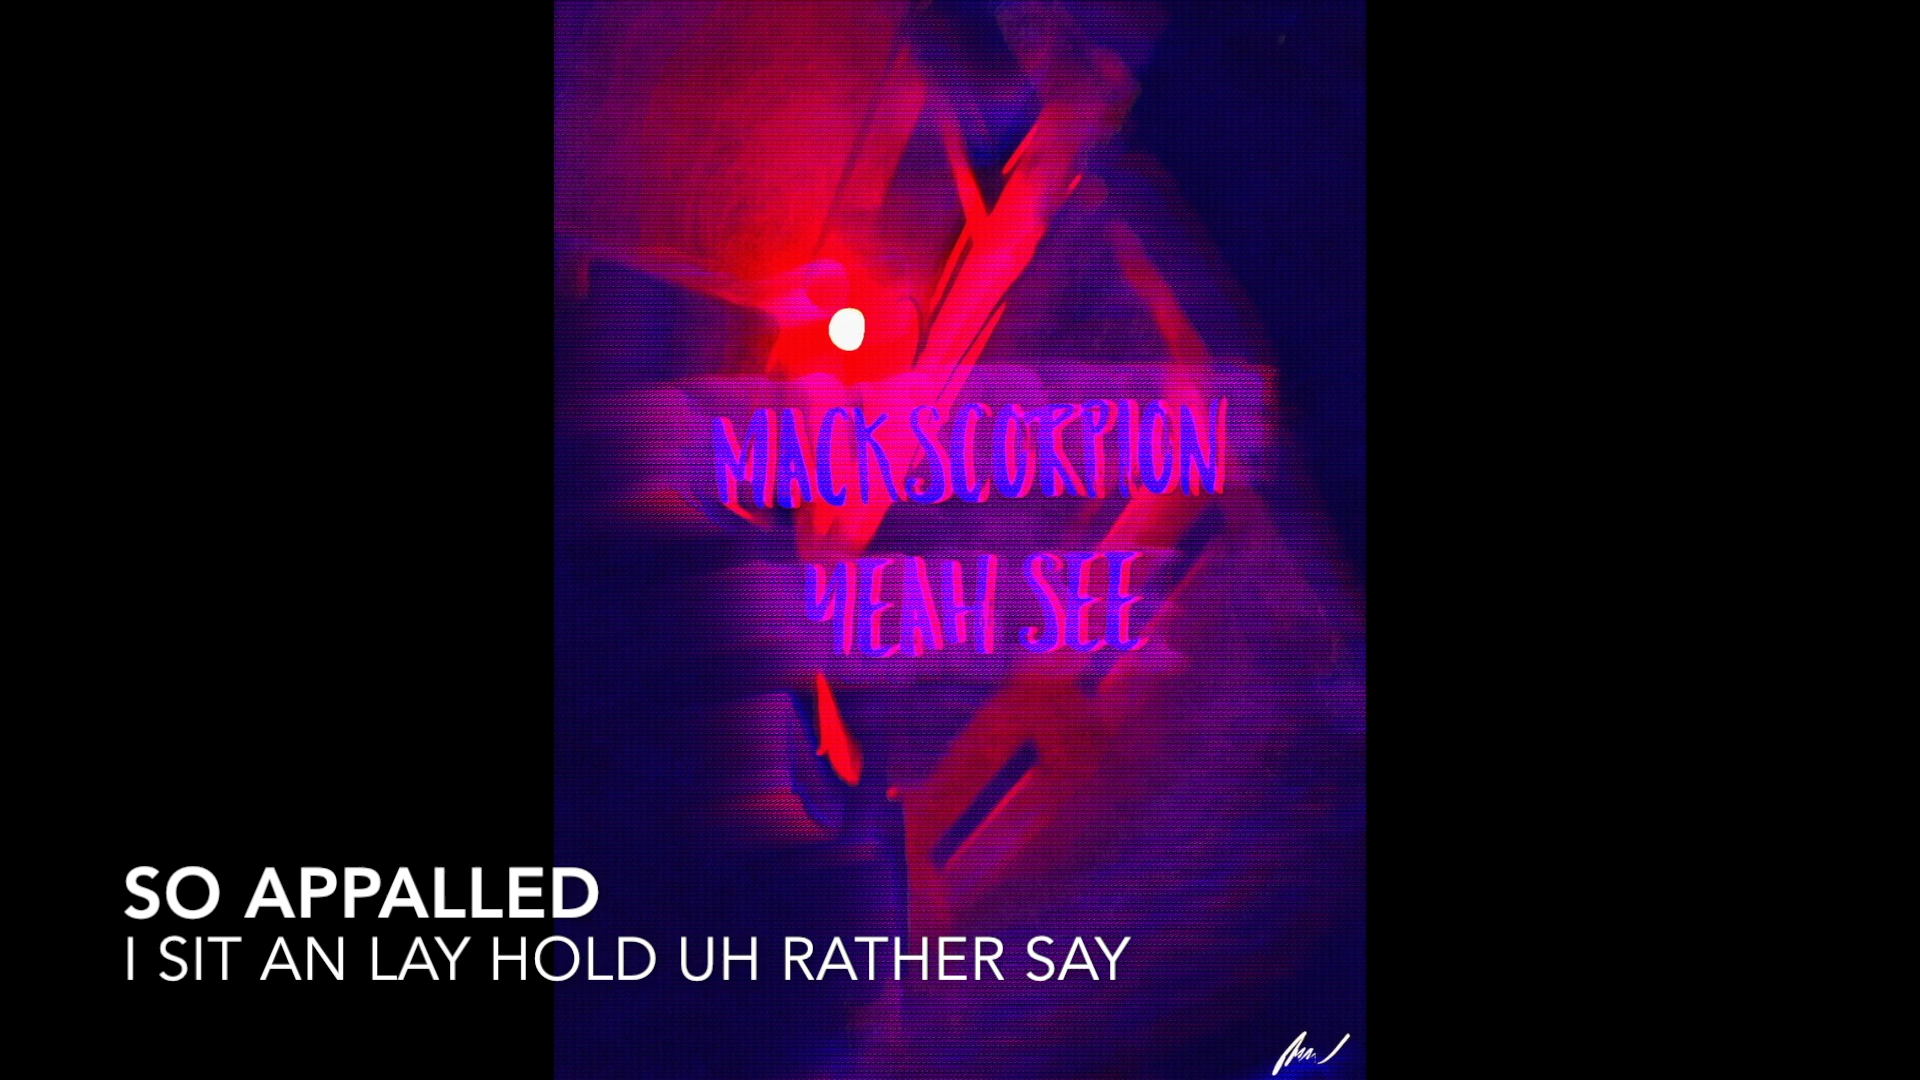 MACK SCORPION
YEAH SEE
SO APPALLED
I SIT AN LAY HOLD UH RATHER SAY